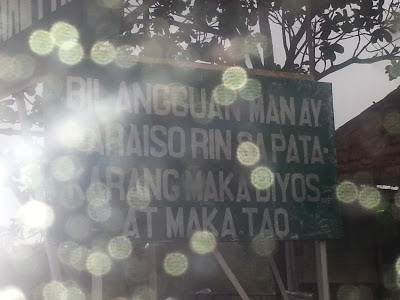 BILANGGUAN MAN AY
PARAISO RIN SA PATA-
KARANG MAKA DIYOS
AT MAKA TAO.